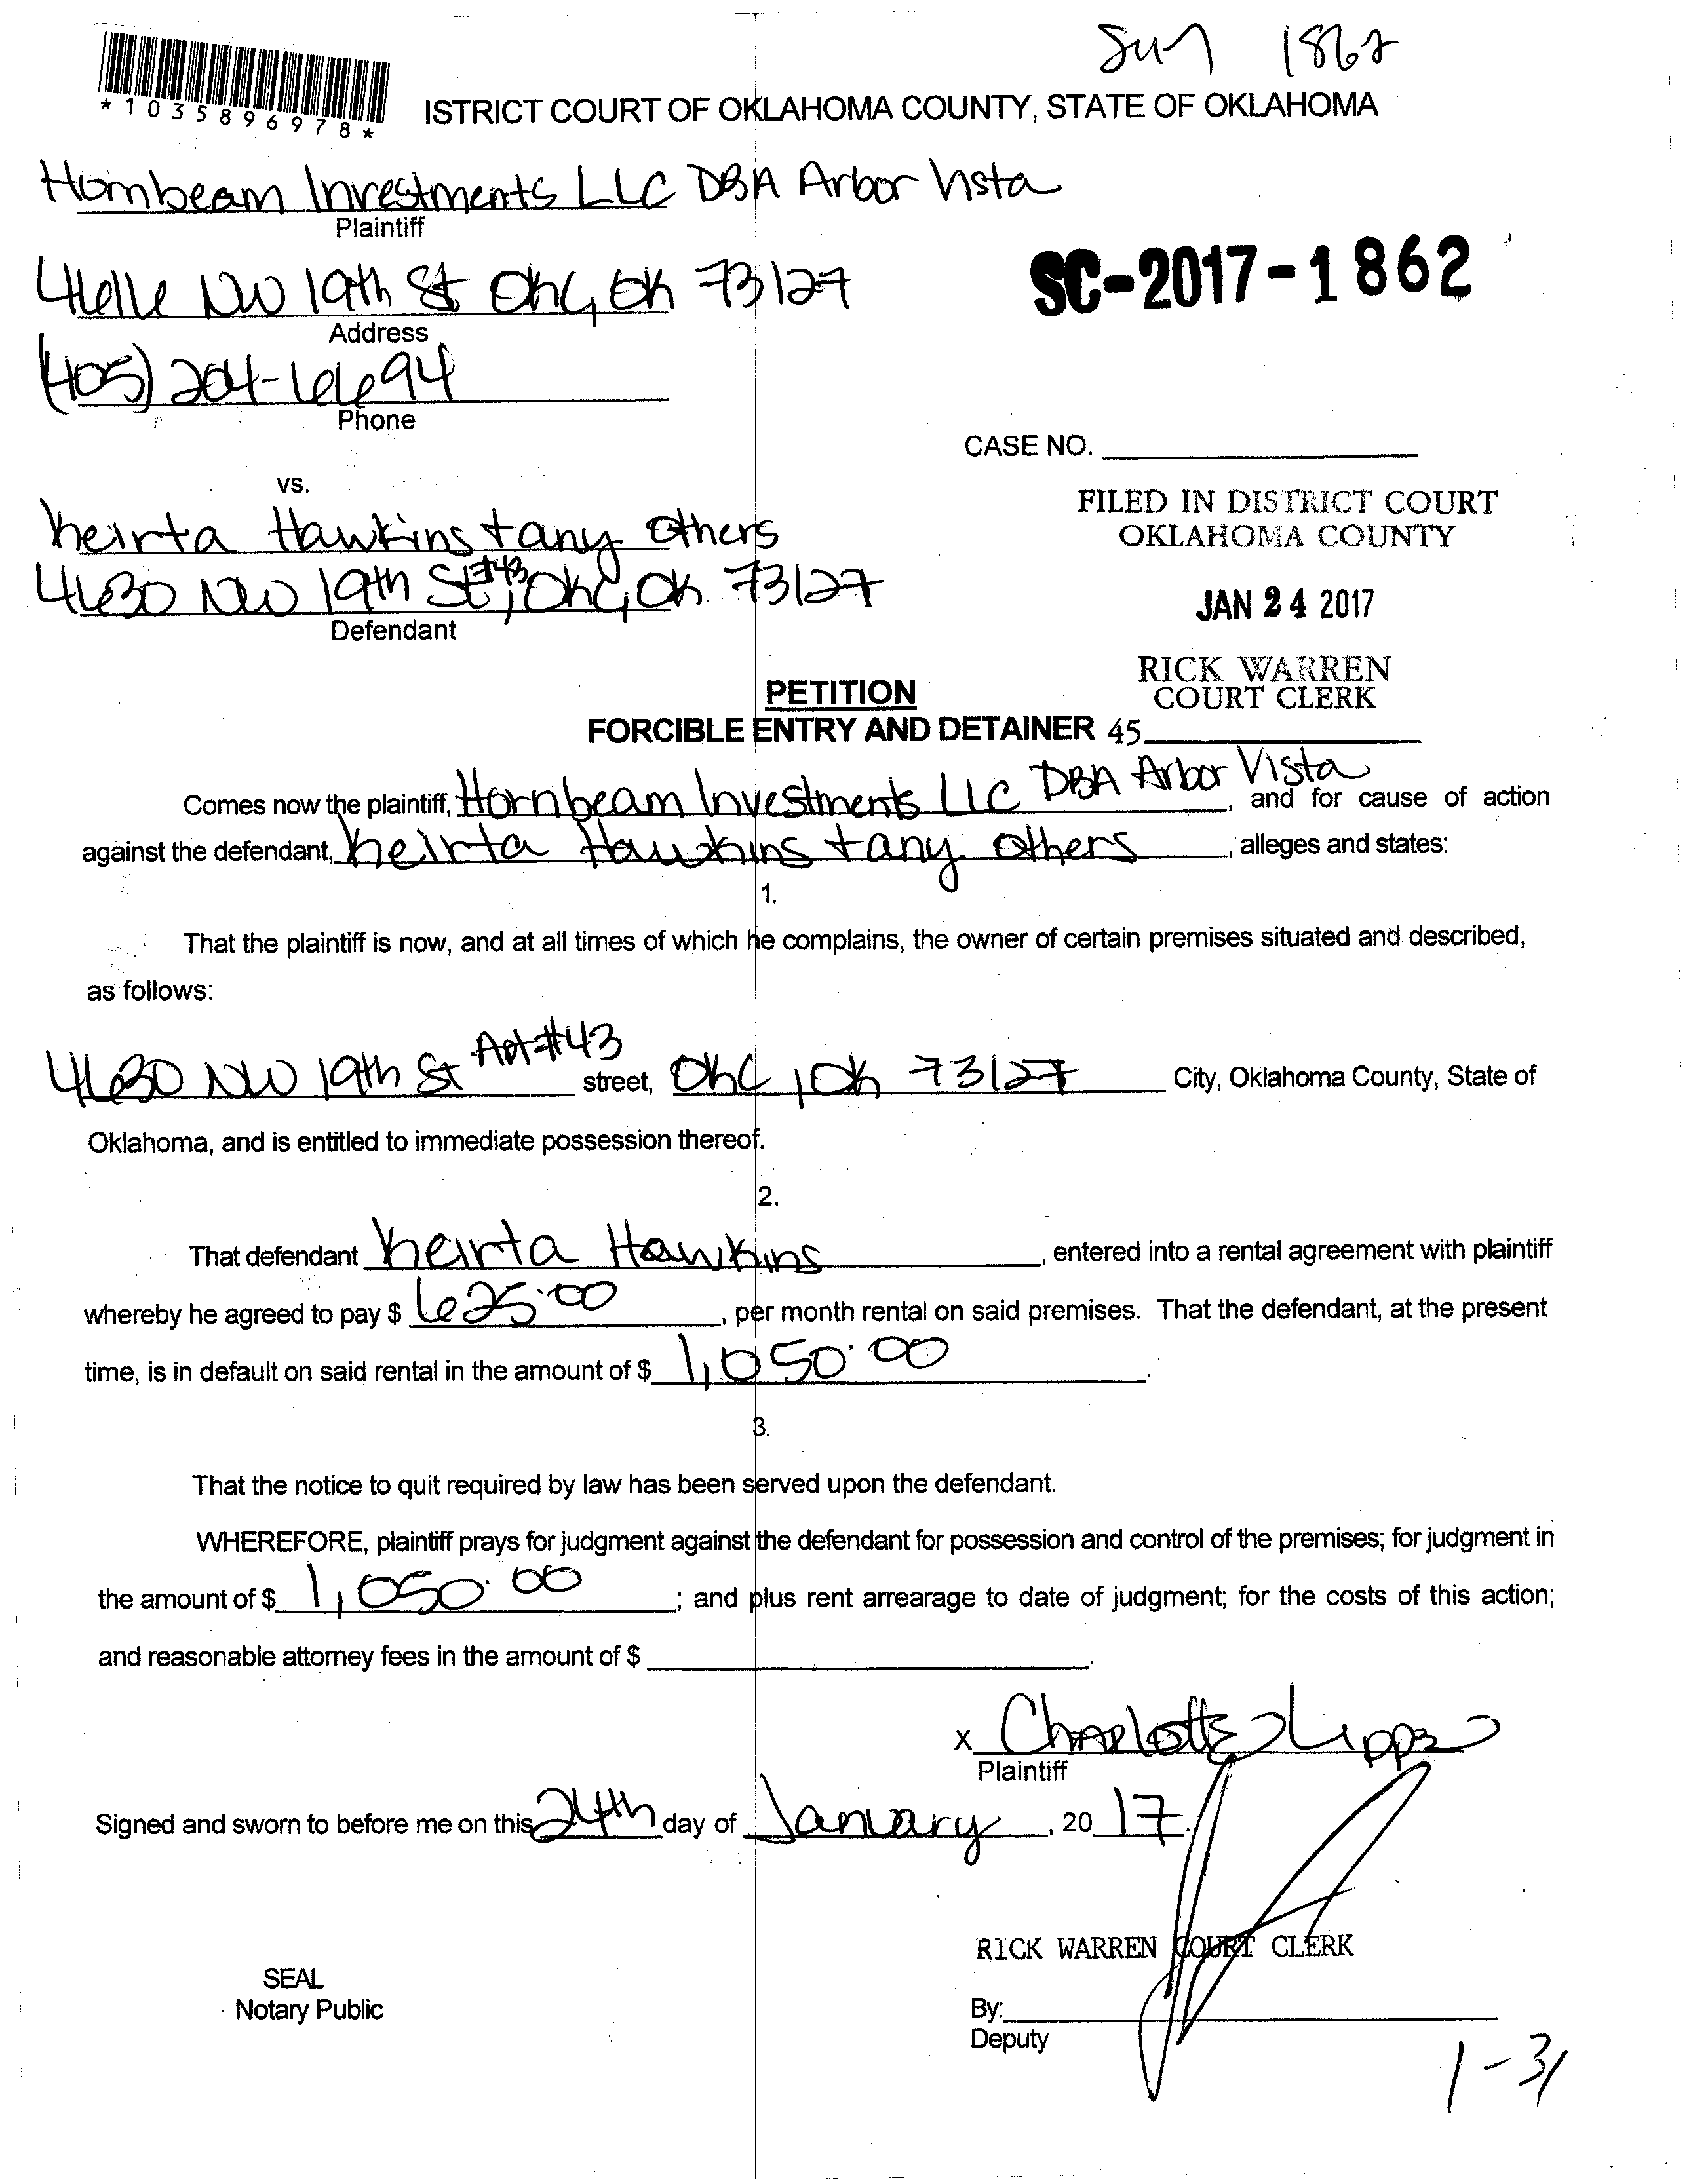 Sm 1862
*1035896978*
ISTRICT COURT OF OKLAHOMA COUNTY, STATE OF OKLAHOMA
Hornbeam Investments LLC DBA Arbor Vista
Plaintiff
NW 19th St OKC, OK 73127
SC-2017-1862
Address
(405) 204-6694
Phone
CASE NO.
vs.
Keirta Hawkins + any others
FILED IN DISTRICT COURT
OKLAHOMA COUNTY
4630 NW 19th St #43, OKC, OK 73127
Defendant
JAN 24 2017
RICK WARREN
COURT CLERK
PETITION
FORCIBLE ENTRY AND DETAINER 45
Comes now the plaintiff, Hornbeam Investments LLC DBA Arbor Vista, and for cause of action
against the defendant, Keirta Hawkins + any others, alleges and states:
1.
That the plaintiff is now, and at all times of which he complains, the owner of certain premises situated and described,
as follows:
4630 NW 19th St Apt #43 street, OKC, OK 73127 City, Oklahoma County, State of
Oklahoma, and is entitled to immediate possession thereof.
2.
That defendant Keirta Hawkins, entered into a rental agreement with plaintiff
whereby he agreed to pay $ 625.00, per month rental on said premises. That the defendant, at the present
time, is in default on said rental in the amount of $ 1,050.00.
3.
That the notice to quit required by law has been served upon the defendant.
WHEREFORE, plaintiff prays for judgment against the defendant for possession and control of the premises; for judgment in
the amount of $ 1,050.00; and plus rent arrearage to date of judgment; for the costs of this action;
and reasonable attorney fees in the amount of $ .
X Charlotte Lipps
Plaintiff
Signed and sworn to before me on this 24th day of January, 20 17.
RICK WARREN COURT CLERK
SEAL
Notary Public
By:
Deputy
1-31